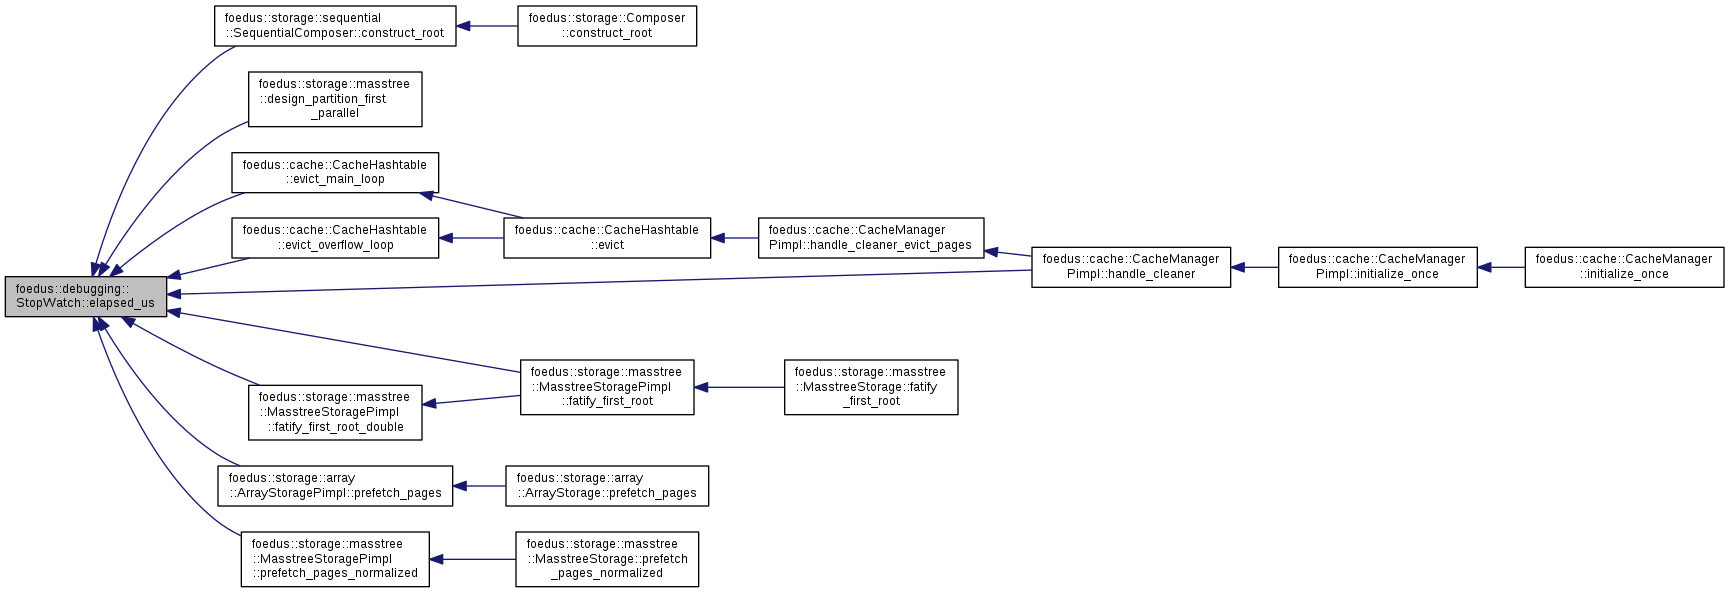 foedus::storage::sequential
::SequentialComposer::construct_root
foedus::storage::Composer
::construct_root
foedus::storage::masstree
::design_partition_first
_parallel
foedus::cache::CacheHashtable
::evict_main_loop
foedus::cache::CacheHashtable
::evict_overflow_loop
foedus::cache::CacheHashtable
::evict
foedus::cache::CacheManager
Pimpl::handle_cleaner_evict_pages
foedus::cache::CacheManager
Pimpl::handle_cleaner
foedus::cache::CacheManager
Pimpl::initialize_once
foedus::cache::CacheManager
::initialize_once
foedus::debugging::
StopWatch::elapsed_us
foedus::storage::masstree
::MasstreeStoragePimpl
::fatify_first_root
foedus::storage::masstree
::MasstreeStorage::fatify
_first_root
foedus::storage::masstree
::MasstreeStoragePimpl
::fatify_first_root_double
foedus::storage::array
::ArrayStoragePimpl::prefetch_pages
foedus::storage::array
::ArrayStorage::prefetch_pages
foedus::storage::masstree
::MasstreeStoragePimpl
::prefetch_pages_normalized
foedus::storage::masstree
::MasstreeStorage::prefetch
_pages_normalized